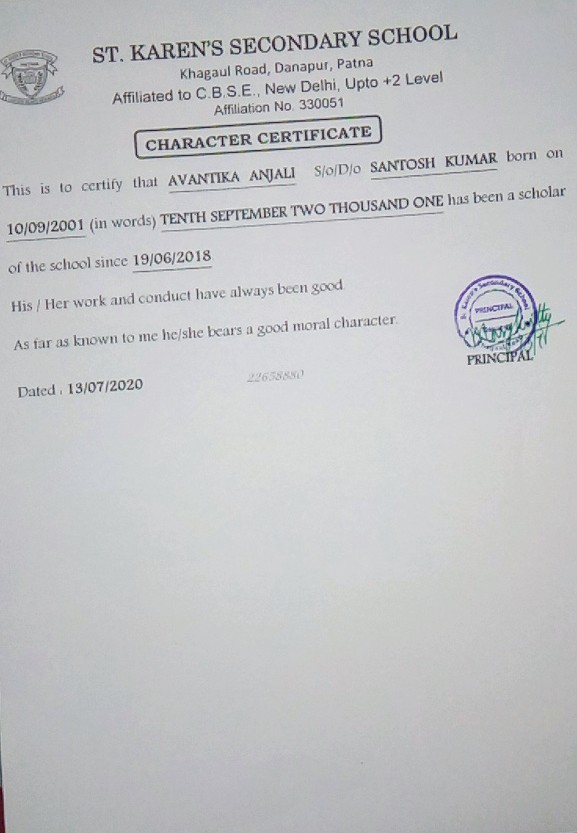 ST. KAREN'S SECONDARY SCHOOL
Khagaul Road, Danapur, Patna
Affiliated to C.B.S.E., New Delhi, Upto +2 Level
Affiliation No. 330051
CHARACTER CERTIFICATE
This is to certify that AVANTIKA ANJALI S/o/D/o SANTOSH KUMAR born on
10/09/2001 (in words) TENTH SEPTEMBER TWO THOUSAND ONE has been a scholar
of the school since 19/06/2018
His / Her work and conduct have always been good.
As far as known to me he/she bears a good moral character.
St. Karen's Secondary School
PRINCIPAL
PRINCIPAL
Dated . 13/07/2020
22658880